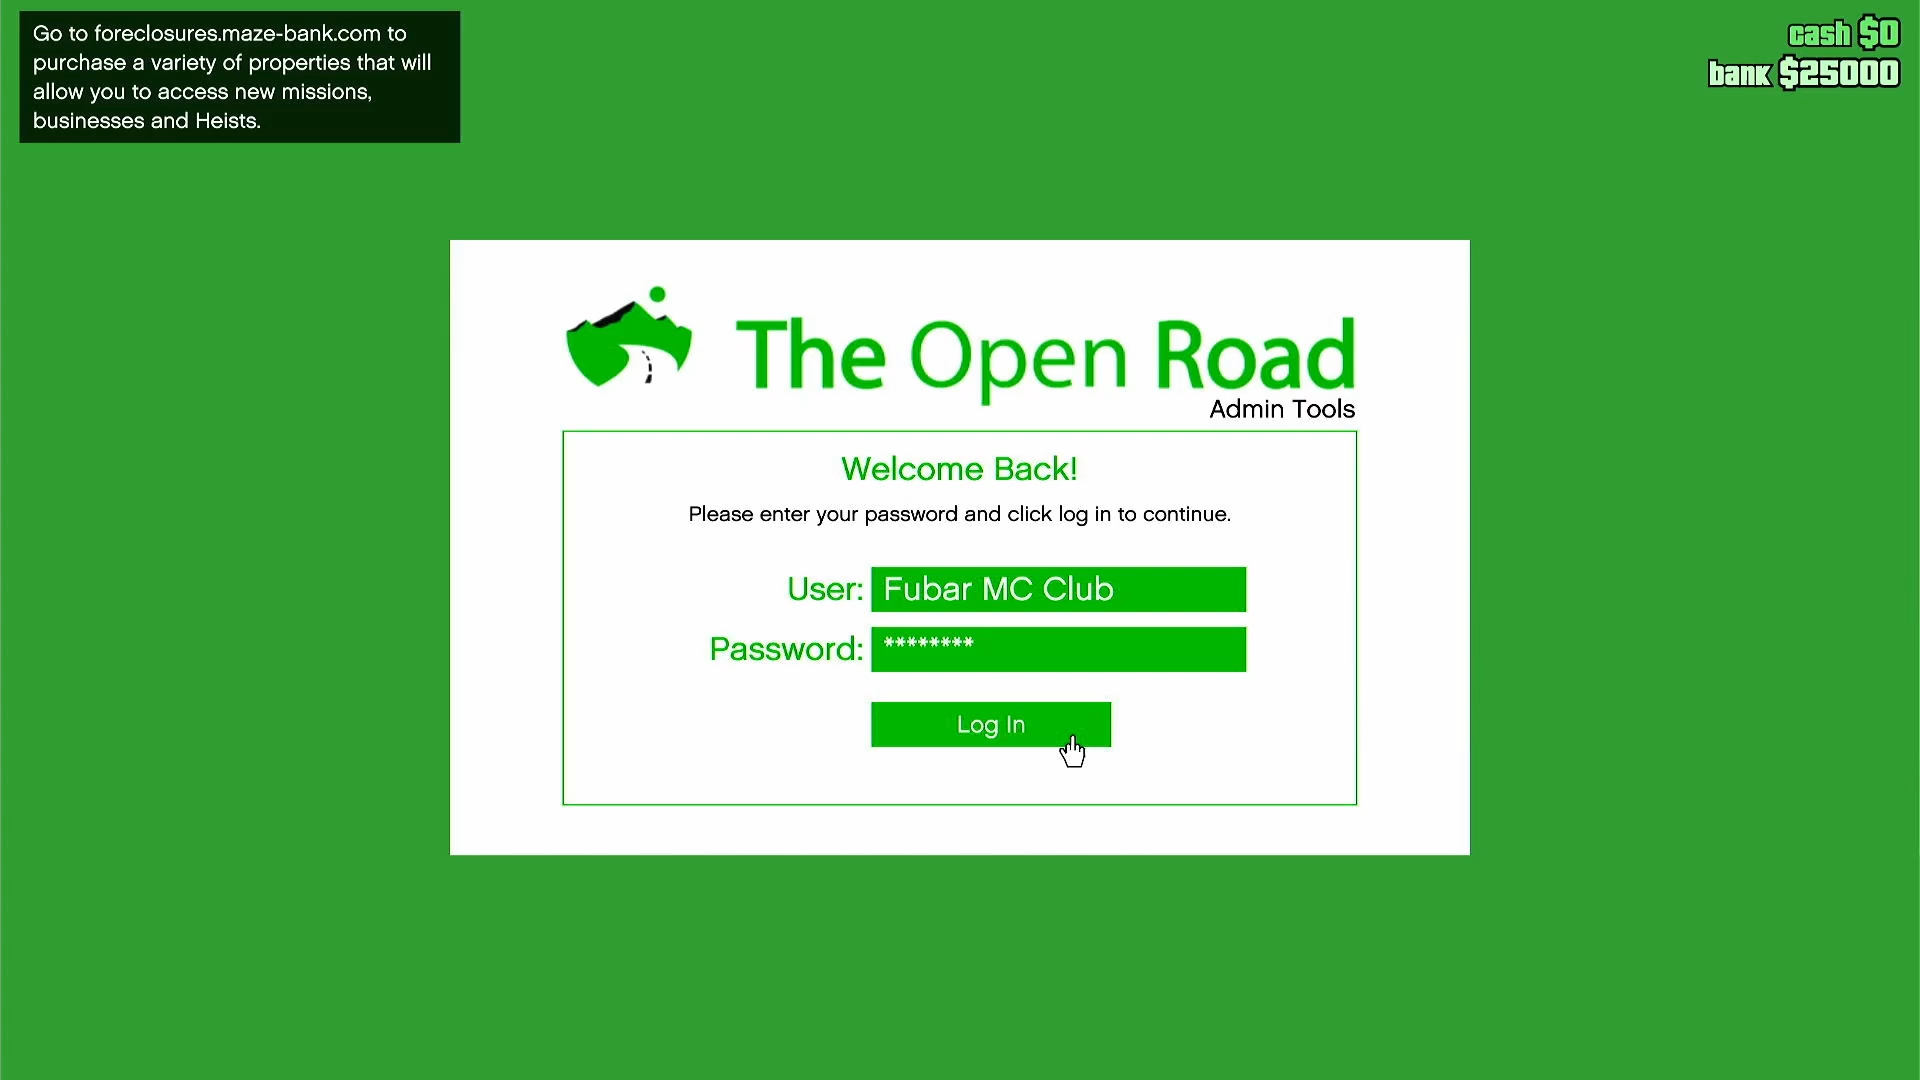 Go to foreclosures.maze-bank.com to
purchase a variety of properties that will
allow you to access new missions,
businesses and Heists.
cash $0
bank $25000
The Open Road
Admin Tools
Welcome Back!
Please enter your password and click log in to continue.
User: Fubar MC Club
Password: ********
Log In